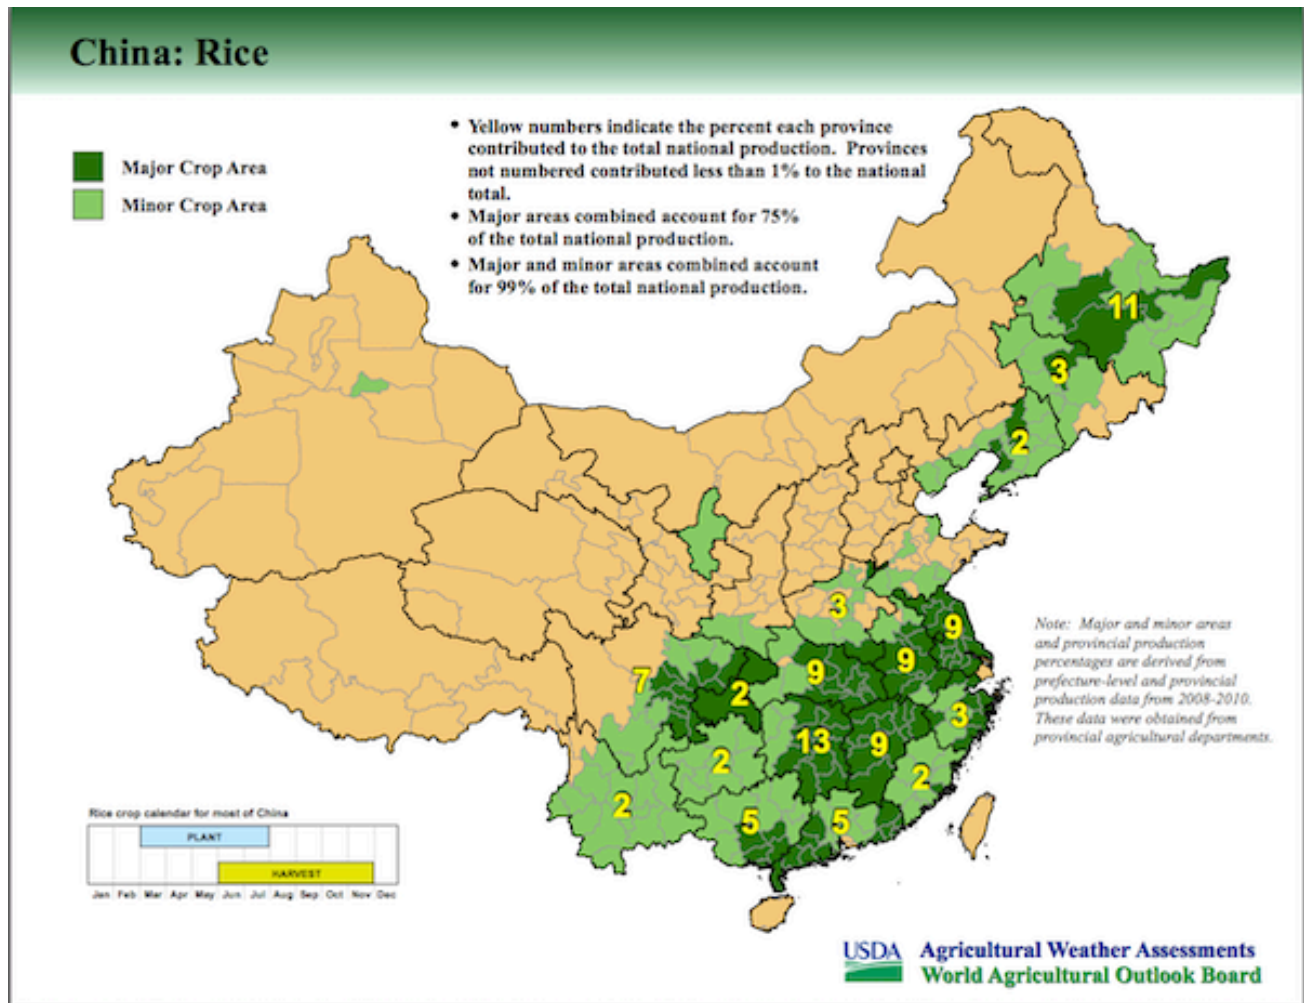 China: Rice
Major Crop Area
Minor Crop Area
• Yellow numbers indicate the percent each province
contributed to the total national production. Provinces
not numbered contributed less than 1% to the national
total.
• Major areas combined account for 75%
of the total national production.
• Major and minor areas combined account
for 99% of the total national production.
11
3
2
3
9
9
9
7
2
3
13
9
2
2
2
5
5
Note: Major and minor areas
and provincial production
percentages are derived from
prefecture-level and provincial
production data from 2008-2010.
These data were obtained from
provincial agricultural departments.
Rice crop calendar for most of China
PLANT
HARVEST
Jan Feb Mar Apr May Jun Jul Aug Sep Oct Nov Dec
USDA Agricultural Weather Assessments
World Agricultural Outlook Board